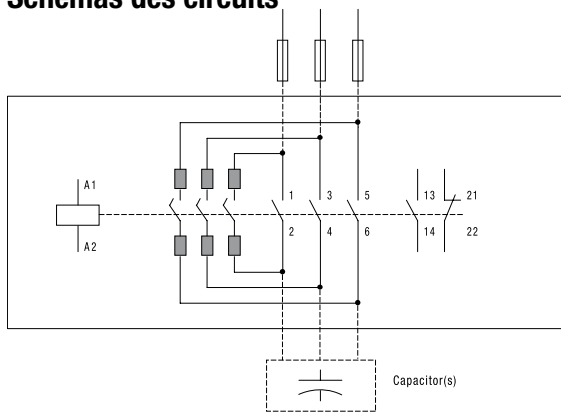 Schémas des circuits
A1
1 3 5 13 21
A2
2 4 6 14 22
Capacitor(s)